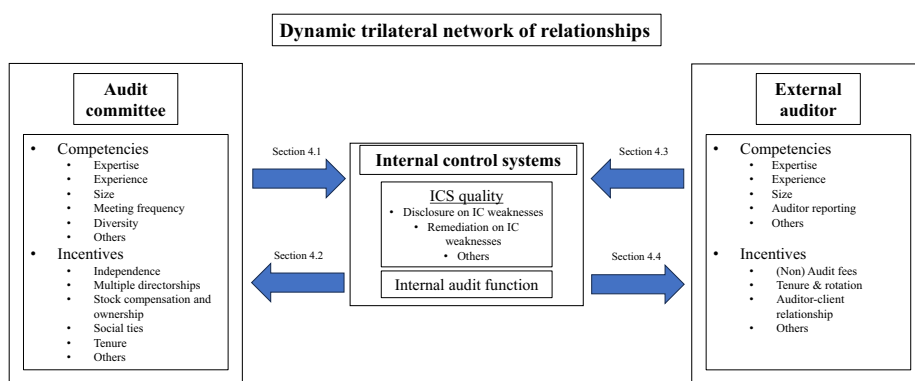 Dynamic trilateral network of relationships
Audit
committee
• Competencies
• Expertise
• Experience
• Size
• Meeting frequency
• Diversity
• Others
• Incentives
• Independence
• Multiple directorships
• Stock compensation and
ownership
• Social ties
• Tenure
• Others
Section 4.1
Section 4.2
Internal control systems
ICS quality
• Disclosure on IC weaknesses
• Remediation on IC
weaknesses
• Others
Internal audit function
Section 4.3
Section 4.4
External
auditor
• Competencies
• Expertise
• Experience
• Size
• Auditor reporting
• Others
• Incentives
• (Non) Audit fees
• Tenure & rotation
• Auditor-client
relationship
• Others